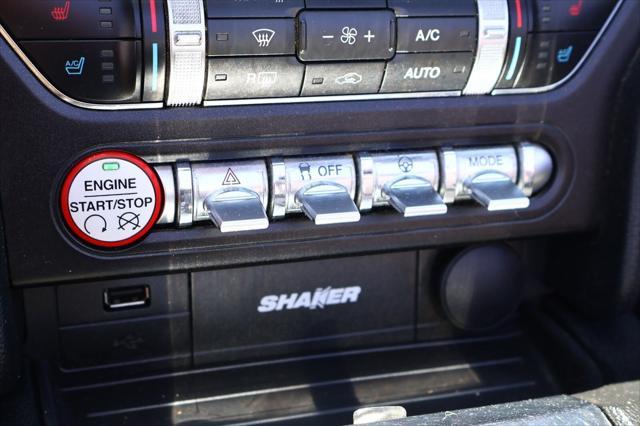 A/C
R
A/C
AUTO
ENGINE
START/STOP
OFF
MODE
SHAKER